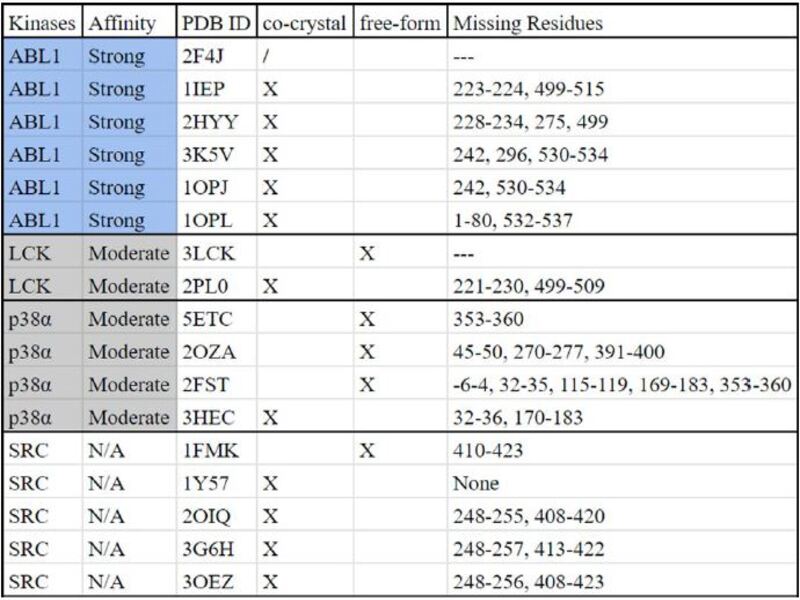 Kinases Affinity PDB ID co-crystal free-form Missing Residues
ABL1 Strong 2F4J / ---
ABL1 Strong 1IEP X 223-224, 499-515
ABL1 Strong 2HYY X 228-234, 275, 499
ABL1 Strong 3K5V X 242, 296, 530-534
ABL1 Strong 1OPJ X 242, 530-534
ABL1 Strong 1OPL X 1-80, 532-537
LCK Moderate 3LCK X ---
LCK Moderate 2PL0 X 221-230, 499-509
p38α Moderate 5ETC X 353-360
p38α Moderate 2OZA X 45-50, 270-277, 391-400
p38α Moderate 2FST X -6-4, 32-35, 115-119, 169-183, 353-360
p38α Moderate 3HEC X 32-36, 170-183
SRC N/A 1FMK X 410-423
SRC N/A 1Y57 X None
SRC N/A 2OIQ X 248-255, 408-420
SRC N/A 3G6H X 248-257, 413-422
SRC N/A 3OEZ X 248-256, 408-423